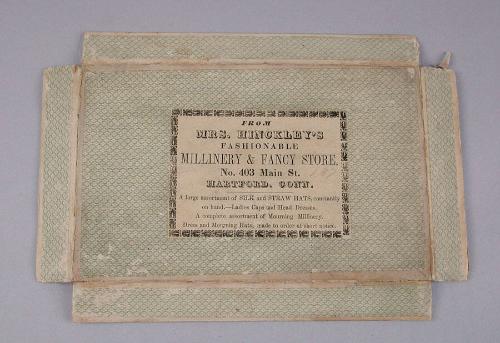 FROM
MRS. HINCKLEY'S
FASHIONABLE
MILLINERY & FANCY STORE,
No. 403 Main St.
HARTFORD, CONN.
A large assortment of SILK and STRAW HATS, constantly
on hand.—Ladies Caps and Head Dresses.
A complete assortment of Mourning Millinery.
Dress and Mourning Hats, made to order at short notice.